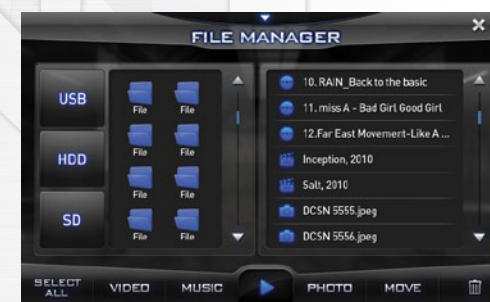 FILE MANAGER
USB
HDD
SD
File File
File File
File File
File File
10. RAIN_Back to the basic
11. miss A - Bad Girl Good Girl
12.Far East Movement-Like A ...
Inception, 2010
Salt, 2010
DCSN 5555.jpeg
DCSN 5556.jpeg
SELECT ALL VIDEO MUSIC PHOTO MOVE